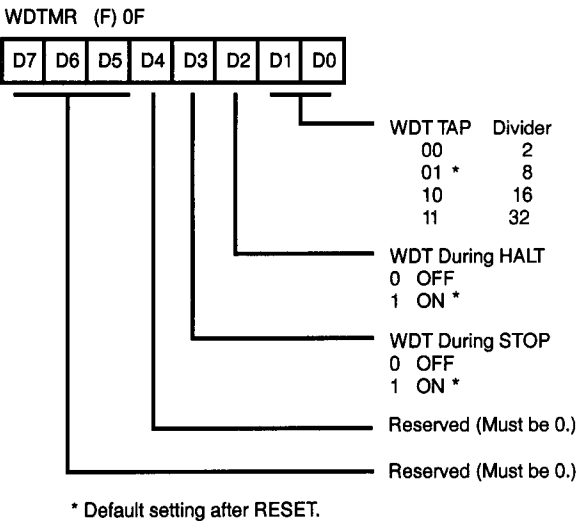 WDTMR (F) 0F
D7 D6 D5 D4 D3 D2 D1 D0
WDT TAP Divider
00 2
01 * 8
10 16
11 32
WDT During HALT
0 OFF
1 ON *
WDT During STOP
0 OFF
1 ON *
Reserved (Must be 0.)
Reserved (Must be 0.)
* Default setting after RESET.